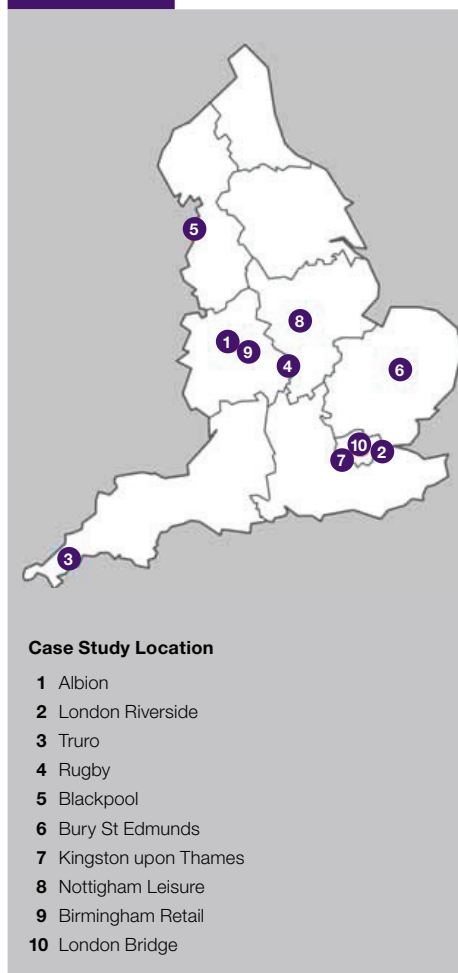 5
8
1
9
4
6
10
7
2
3
Case Study Location
1 Albion
2 London Riverside
3 Truro
4 Rugby
5 Blackpool
6 Bury St Edmunds
7 Kingston upon Thames
8 Nottigham Leisure
9 Birmingham Retail
10 London Bridge